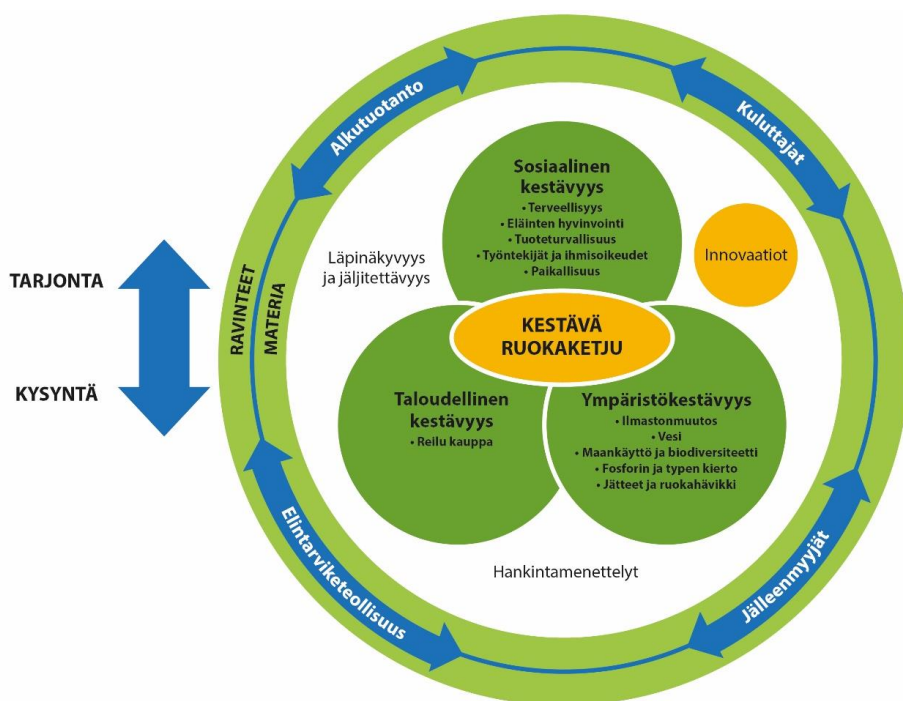 Alkutuotanto
Kuluttajat
Sosiaalinen
kestävyys
• Terveellisyys
• Eläinten hyvinvointi
• Tuoteturvallisuus
• Työntekijät ja ihmisoikeudet
• Paikallisuus
Innovaatiot
Läpinäkyvyys
ja jäljitettävyys
TARJONTA
KYSYNTÄ
RAVINTEET
MATERIA
KESTÄVÄ
RUOKAKETJU
Taloudellinen
kestävyys
• Reilu kauppa
Ympäristökestävyys
• Ilmastonmuutos
• Vesi
• Maankäyttö ja biodiversiteetti
• Fosforin ja typen kierto
• Jätteet ja ruokahävikki
Hankintamenettelyt
Elintarviketeollisuus
Jälleenmyyjät